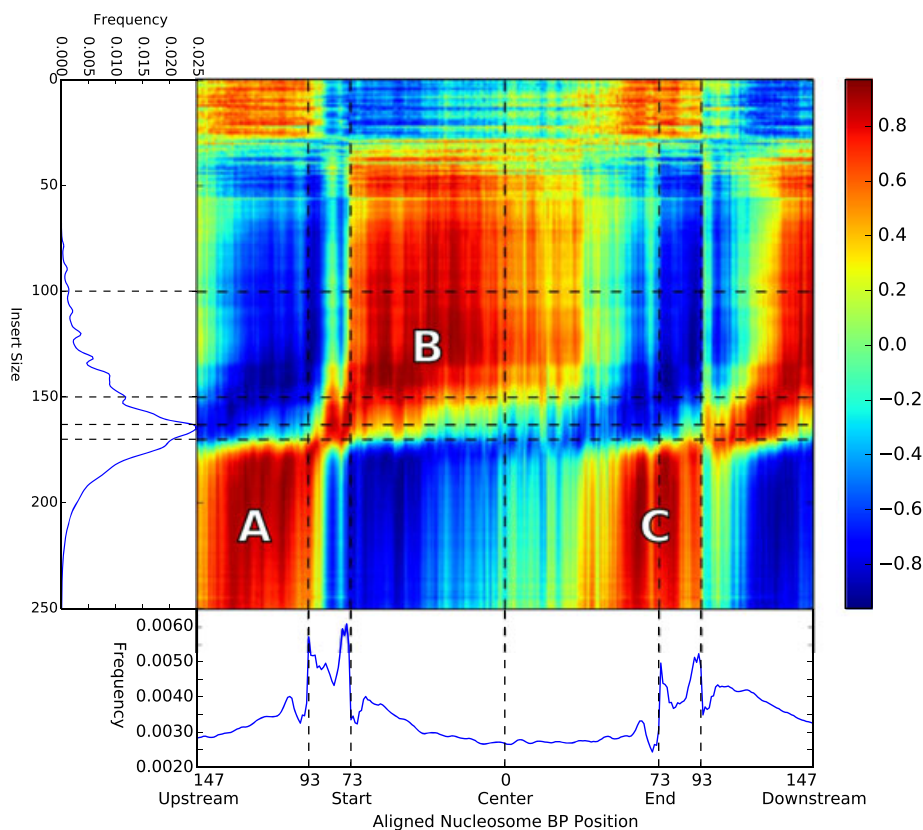 Frequency
0.000 0.005 0.010 0.015 0.020 0.025
0
50
100
150
200
250
Insert Size
A
B
C
0.8
0.6
0.4
0.2
0.0
−0.2
−0.4
−0.6
−0.8
Frequency
0.0060
0.0050
0.0040
0.0030
0.0020
147 93 73 0 73 93 147
Upstream Start Center End Downstream
Aligned Nucleosome BP Position